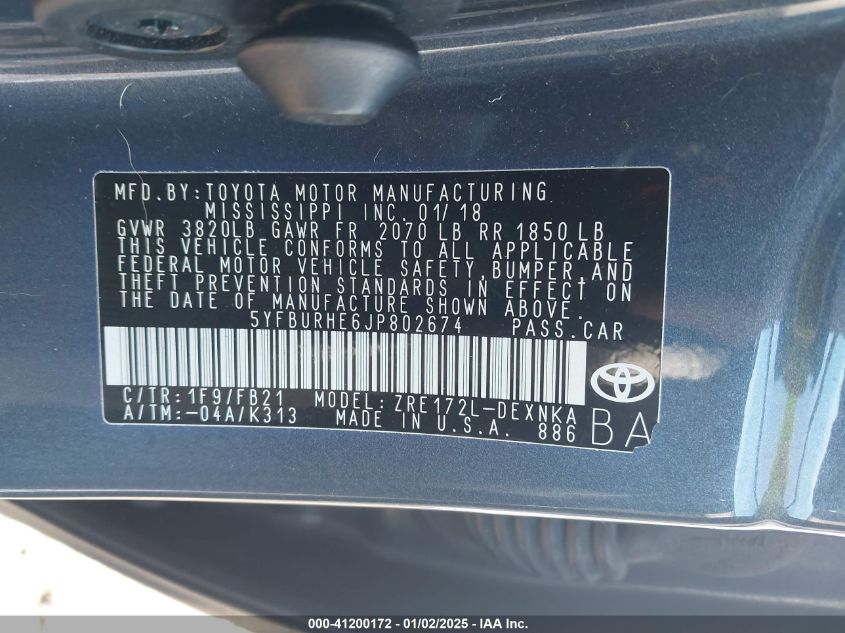 MFD.BY:TOYOTA MOTOR MANUFACTURING
MISSISSIPPI INC. 01/18
GVWR 3820LB GAWR FR 2070 LB RR 1850 LB
THIS VEHICLE CONFORMS TO ALL APPLICABLE
FEDERAL MOTOR VEHICLE SAFETY, BUMPER, AND
THEFT PREVENTION STANDARDS IN EFFECT ON
THE DATE OF MANUFACTURE SHOWN ABOVE.
5YFBURHE6JP802674 PASS.CAR
C/TR:1F9/FB21 MODEL:ZRE172L-DEXNKA
A/TM:-04A/K313 MADE IN U.S.A. 886 BA
000-41200172 - 01/02/2025 - IAA Inc.